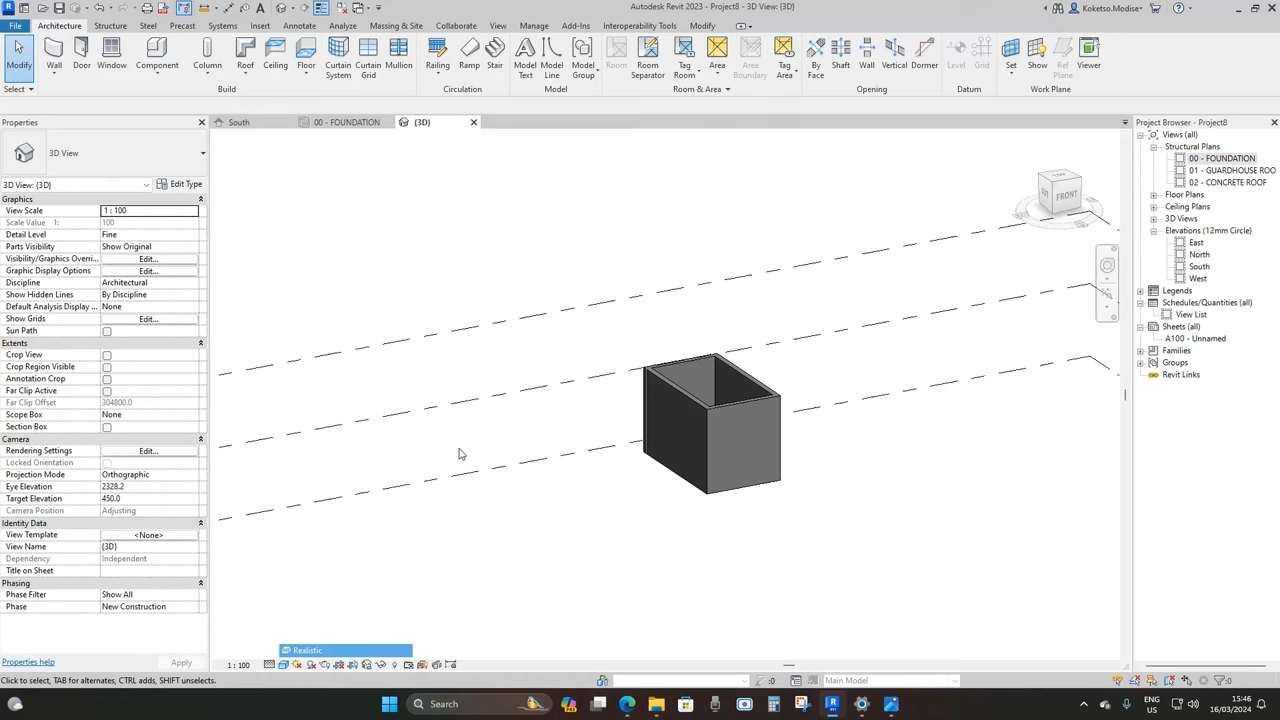 Autodesk Revit 2023 - Project8 - 3D View: {3D}
Koketso.Modise...
File Architecture Structure Steel Precast Systems Insert Annotate Analyze Massing & Site Collaborate View Manage Add-Ins Interoperability Tools Modify
Modify Wall Door Window Component Column Roof Ceiling Floor Curtain System Curtain Grid Mullion Railing Ramp Stair Model Text Model Line Model Group Room Room Separator Tag Room Area Area Boundary Tag Area By Face Shaft Wall Vertical Dormer Level Grid Set Show Ref Plane Viewer
Select Build Circulation Model Room & Area Opening Datum Work Plane
Properties
South
00 - FOUNDATION
{3D}
Project Browser - Project8
3D View
3D View: {3D}
Edit Type
Graphics
View Scale 1 : 100
Scale Value 1: 100
Detail Level Fine
Parts Visibility Show Original
Visibility/Graphics Overri... Edit...
Graphic Display Options Edit...
Discipline Architectural
Show Hidden Lines By Discipline
Default Analysis Display ... None
Show Grids Edit...
Sun Path
Extents
Crop View
Crop Region Visible
Annotation Crop
Far Clip Active
Far Clip Offset 304800.0
Scope Box None
Section Box
Camera
Rendering Settings Edit...
Locked Orientation
Projection Mode Orthographic
Eye Elevation 2328.2
Target Elevation 450.0
Camera Position Adjusting
Identity Data
View Template <None>
View Name {3D}
Dependency Independent
Title on Sheet
Phasing
Phase Filter Show All
Phase New Construction
Properties help
Apply
FRONT
Views (all)
Structural Plans
00 - FOUNDATION
01 - GUARDHOUSE ROO
02 - CONCRETE ROOF
Floor Plans
Ceiling Plans
3D Views
Elevations (12mm Circle)
East
North
South
West
Legends
Schedules/Quantities (all)
View List
Sheets (all)
A100 - Unnamed
Families
Groups
Revit Links
Realistic
1 : 100
Click to select, TAB for alternates, CTRL adds, SHIFT unselects.
:0
Main Model
:0
Search
ENG
US
15:46
16/03/2024